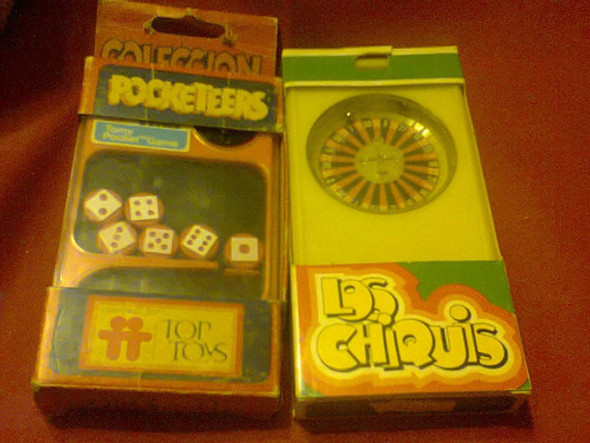 COLECCION
POCKETEERS
Tomy
Pocket Game
TOP
TOYS
LOS
CHIQUIS